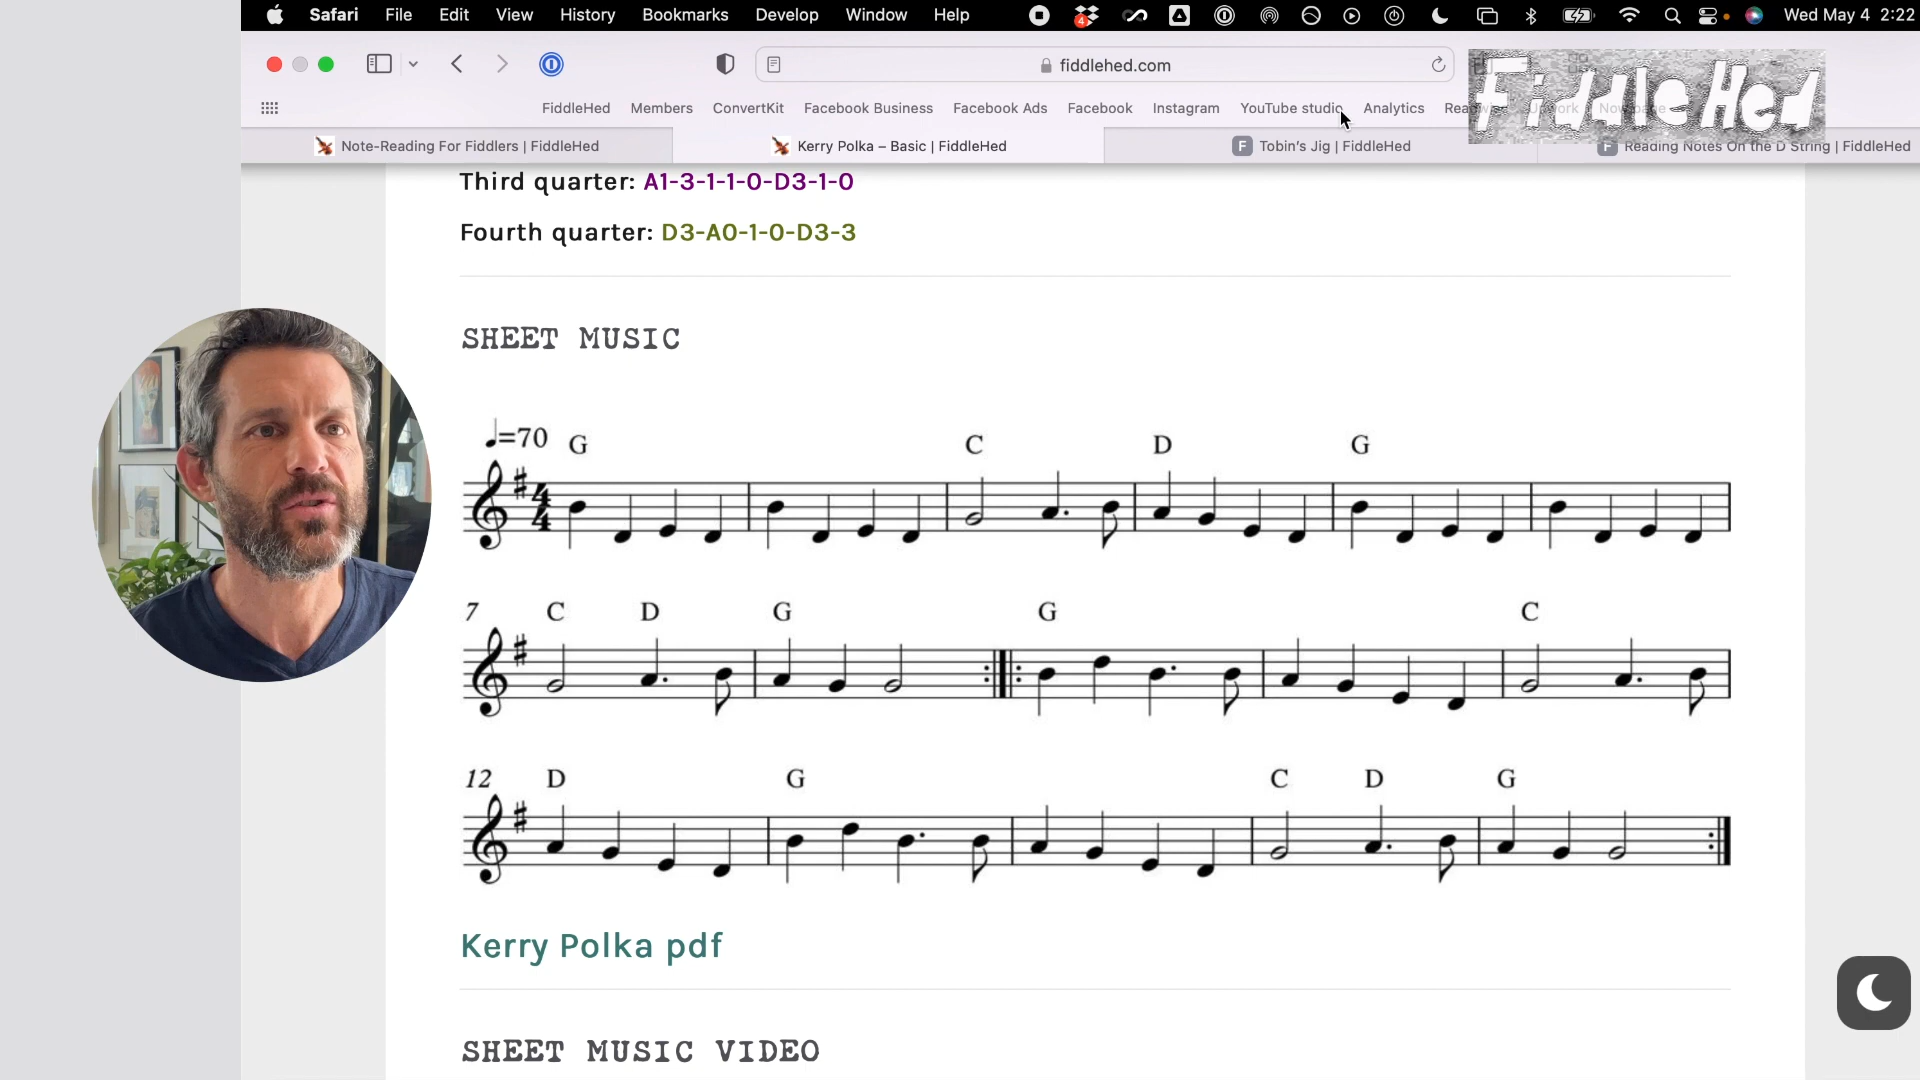 Safari File Edit View History Bookmarks Develop Window Help 4 Wed May 4 2:22
fiddlehed.com
FiddleHed
FiddleHed Members ConvertKit Facebook Business Facebook Ads Facebook Instagram YouTube studio Analytics
Note-Reading For Fiddlers | FiddleHed Kerry Polka – Basic | FiddleHed F Tobin's Jig | FiddleHed F Reading Notes On the D String | FiddleHed
Third quarter: A1-3-1-1-0-D3-1-0
Fourth quarter: D3-A0-1-0-D3-3
SHEET MUSIC
♩=70 G C D G
4
4
7 C D G G C
12 D G C D G
Kerry Polka pdf
SHEET MUSIC VIDEO